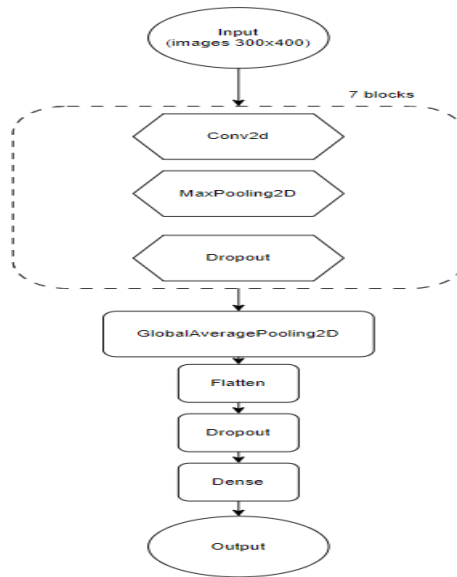 Input
(images 300x400)
7 blocks
Conv2d
MaxPooling2D
Dropout
GlobalAveragePooling2D
Flatten
Dropout
Dense
Output